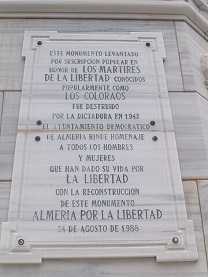 ESTE MONUMENTO LEVANTADO
POR SUSCRIPCION POPULAR EN
HONOR DE LOS MARTIRES
DE LA LIBERTAD CONOCIDOS
POPULARMENTE COMO
LOS COLORAOS
FUE DESTRUIDO
POR LA DICTADURA EN 1943
EL AYUNTAMIENTO DEMOCRATICO
DE ALMERIA RINDE HOMENAJE
A TODOS LOS HOMBRES
Y MUJERES
QUE HAN DADO SU VIDA POR
LA LIBERTAD
CON LA RECONSTRUCCION
DE ESTE MONUMENTO
ALMERIA POR LA LIBERTAD
24 DE AGOSTO DE 1988